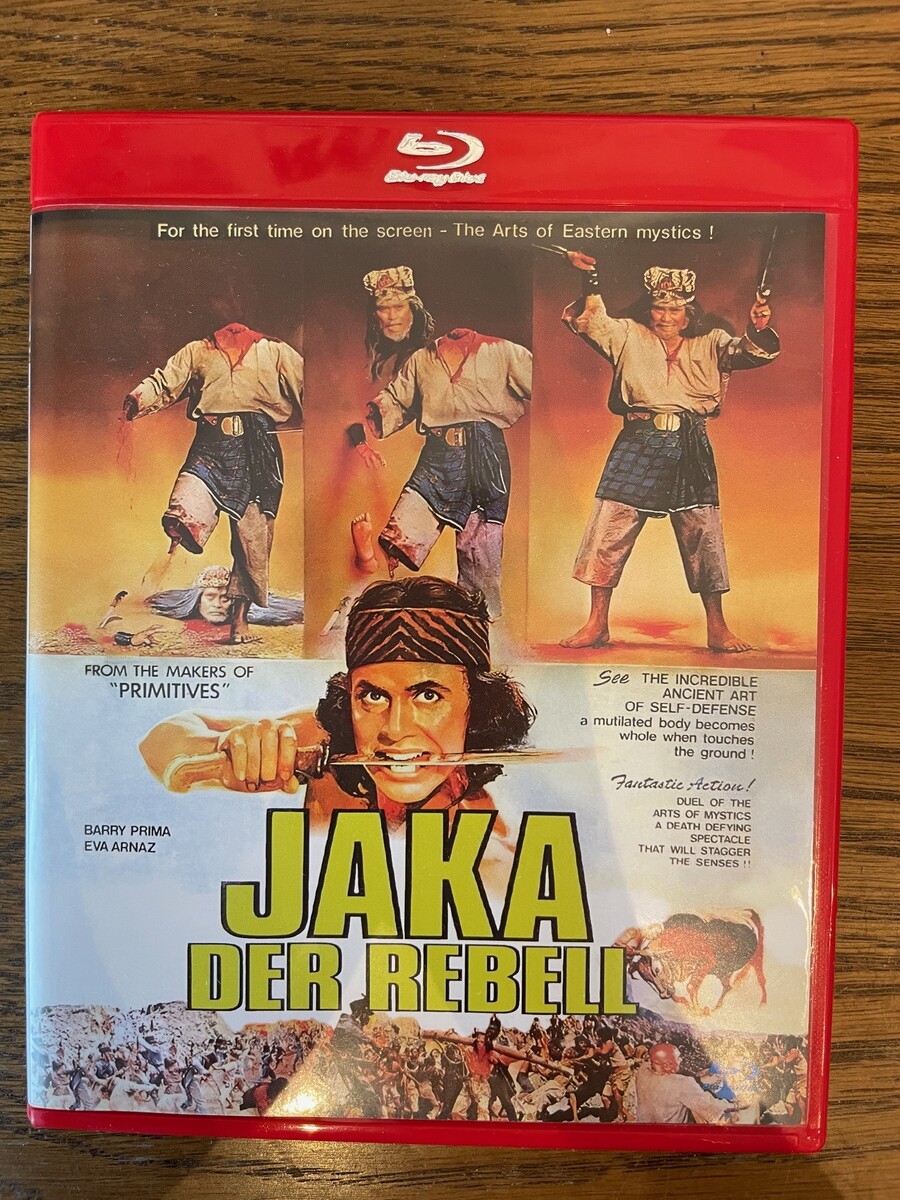 Blu-ray Disc
For the first time on the screen - The Arts of Eastern mystics !
FROM THE MAKERS OF
"PRIMITIVES"
See THE INCREDIBLE
ANCIENT ART
OF SELF-DEFENSE
a mutilated body becomes
whole when touches
the ground !
Fantastic Action!
DUEL OF THE
ARTS OF MYSTICS
A DEATH DEFYING
SPECTACLE
THAT WILL STAGGER
THE SENSES !!
BARRY PRIMA
EVA ARNAZ
JAKA
DER REBELL